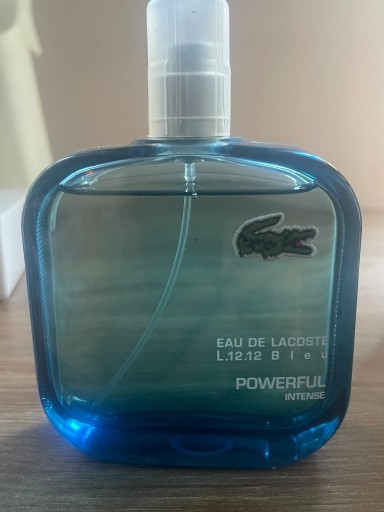 EAU DE LACOSTE
L.12.12 Bleu
POWERFUL
INTENSE